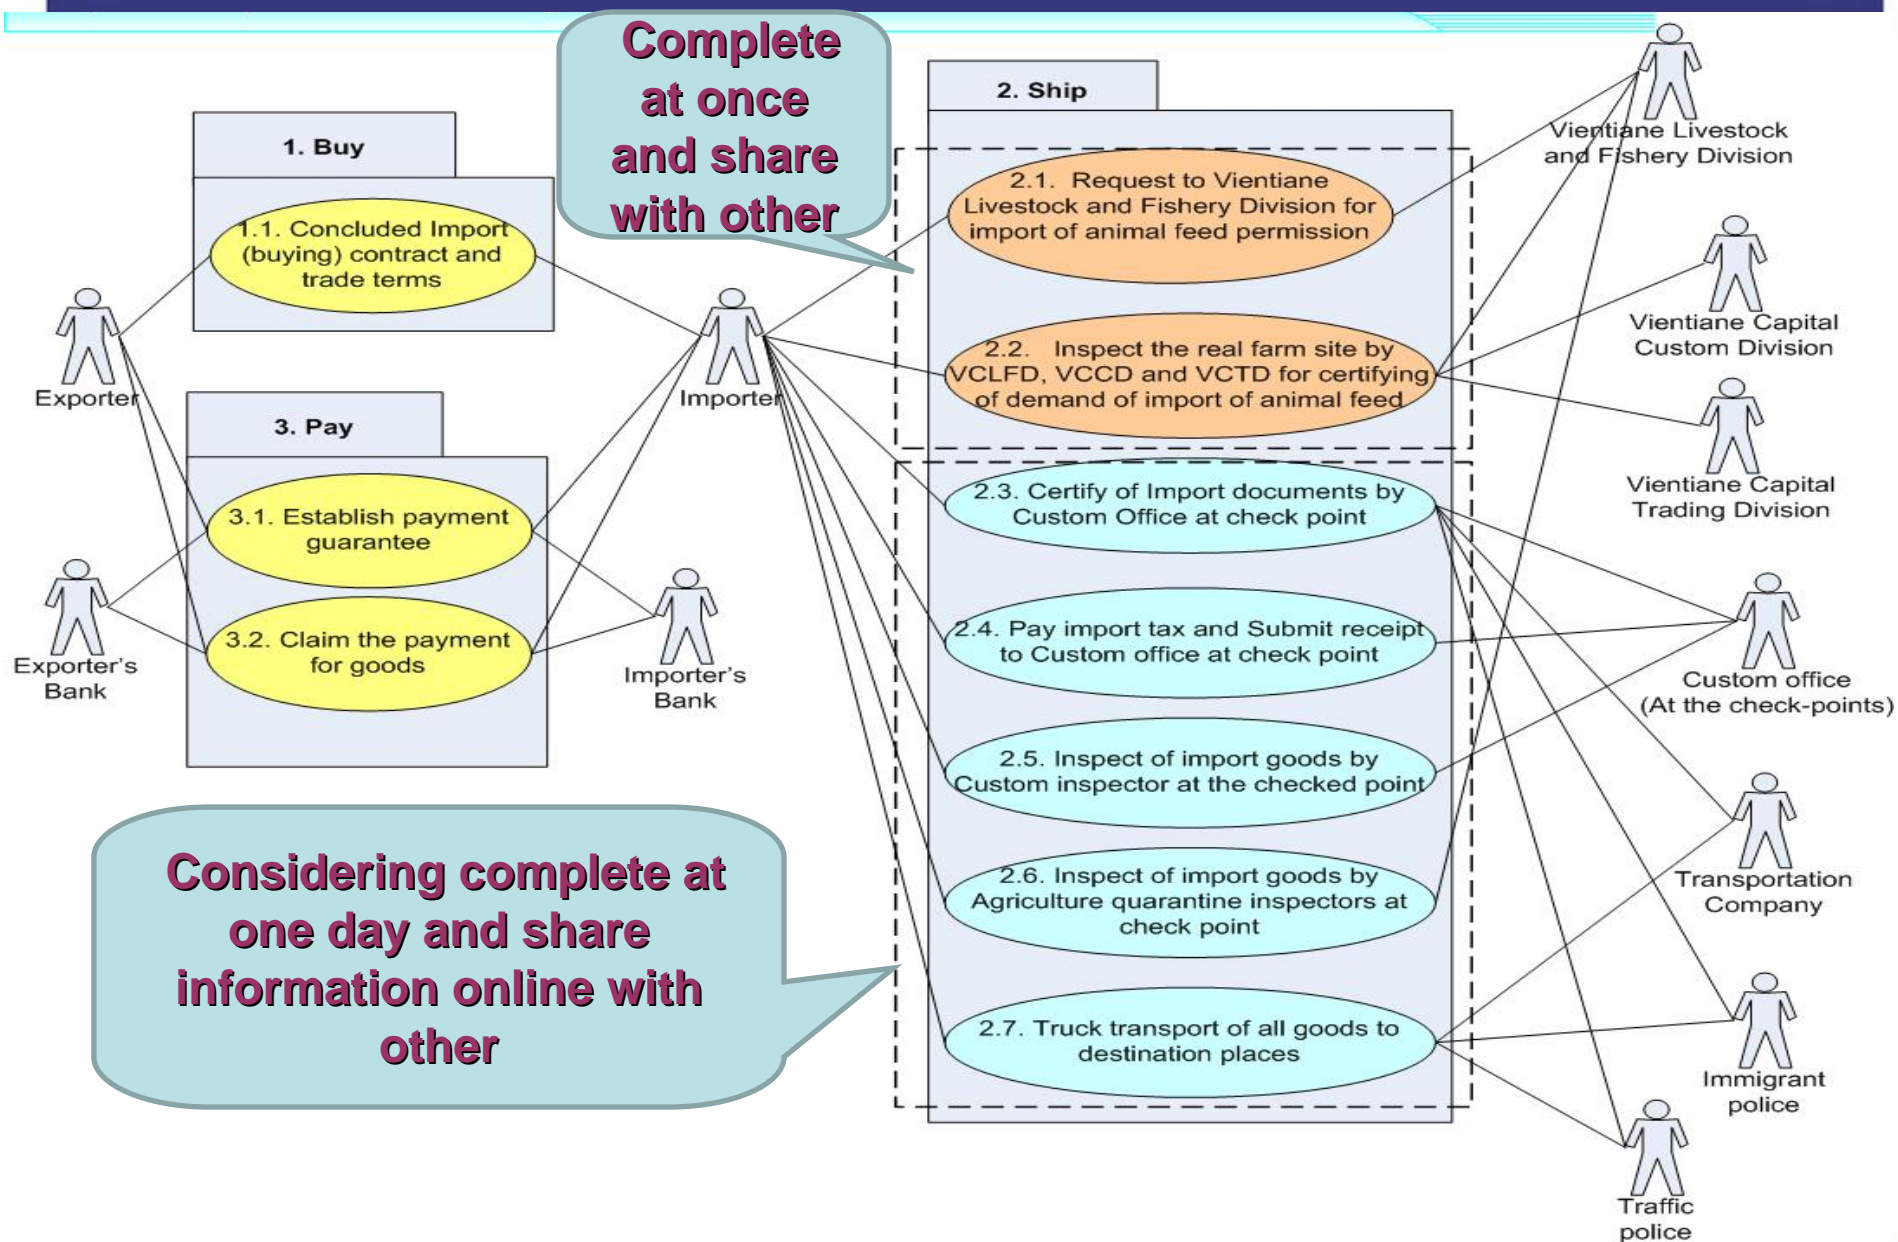 Complete
at once
and share
with other
1. Buy
1.1. Concluded Import
(buying) contract and
trade terms
Exporter
Importer
3. Pay
3.1. Establish payment
guarantee
3.2. Claim the payment
for goods
Exporter's
Bank
Importer's
Bank
2. Ship
2.1. Request to Vientiane
Livestock and Fishery Division for
import of animal feed permission
2.2. Inspect the real farm site by
VCLFD, VCCD and VCTD for certifying
of demand of import of animal feed
2.3. Certify of Import documents by
Custom Office at check point
2.4. Pay import tax and Submit receipt
to Custom office at check point
2.5. Inspect of import goods by
Custom inspector at the checked point
2.6. Inspect of import goods by
Agriculture quarantine inspectors at
check point
2.7. Truck transport of all goods to
destination places
Vientiane Livestock
and Fishery Division
Vientiane Capital
Custom Division
Vientiane Capital
Trading Division
Custom office
(At the check-points)
Transportation
Company
Immigrant
police
Traffic
police
Considering complete at
one day and share
information online with
other